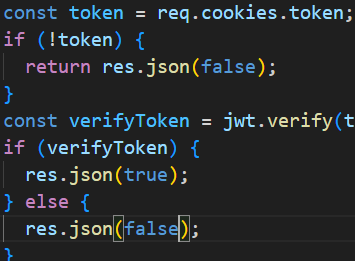 const token = req.cookies.token;
if (!token) {
return res.json(false);
}
const verifyToken = jwt.verify(t
if (verifyToken) {
res.json(true);
} else {
res.json(false);
}